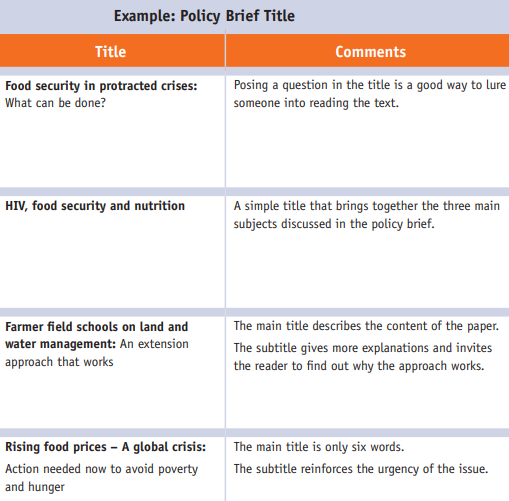 Example: Policy Brief Title
Title
Comments
Food security in protracted crises:
What can be done?
Posing a question in the title is a good way to lure
someone into reading the text.
HIV, food security and nutrition
A simple title that brings together the three main
subjects discussed in the policy brief.
Farmer field schools on land and
water management: An extension
approach that works
The main title describes the content of the paper.
The subtitle gives more explanations and invites
the reader to find out why the approach works.
Rising food prices – A global crisis:
Action needed now to avoid poverty
and hunger
The main title is only six words.
The subtitle reinforces the urgency of the issue.